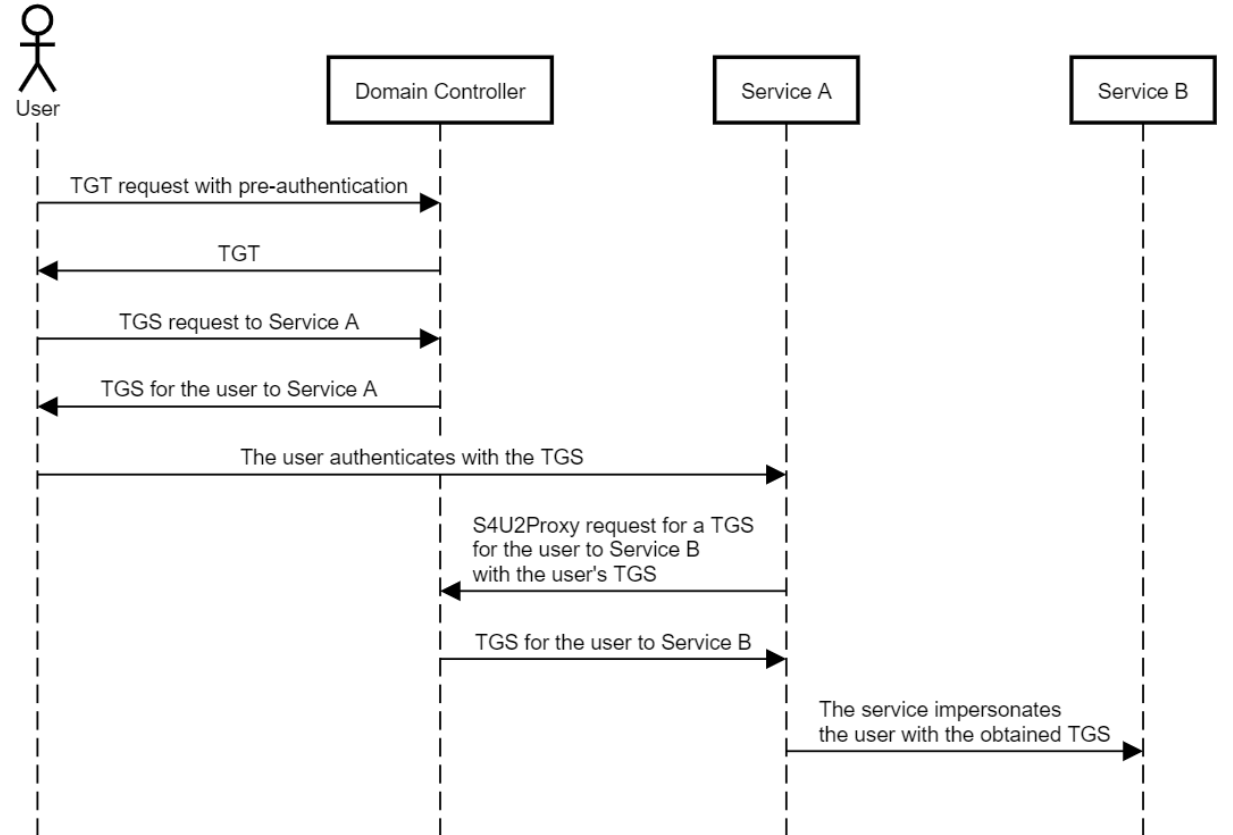 User
Domain Controller
Service A
Service B
TGT request with pre-authentication
TGT
TGS request to Service A
TGS for the user to Service A
The user authenticates with the TGS
S4U2Proxy request for a TGS
for the user to Service B
with the user's TGS
TGS for the user to Service B
The service impersonates
the user with the obtained TGS